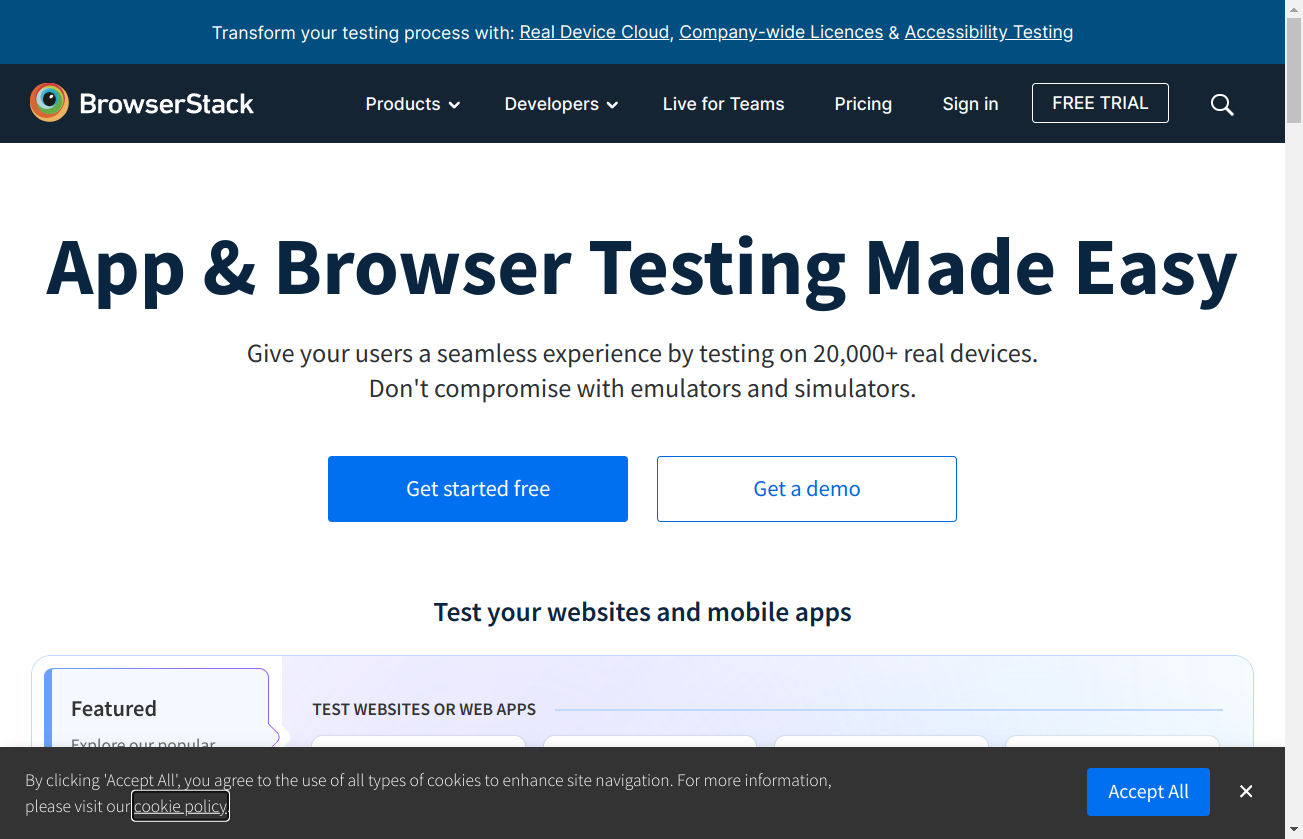 Transform your testing process with: Real Device Cloud, Company-wide Licences & Accessibility Testing
BrowserStack Products Developers Live for Teams Pricing Sign in FREE TRIAL
App & Browser Testing Made Easy
Give your users a seamless experience by testing on 20,000+ real devices.
Don't compromise with emulators and simulators.
Get started free Get a demo
Test your websites and mobile apps
Featured
TEST WEBSITES OR WEB APPS
Explore our popular
By clicking 'Accept All', you agree to the use of all types of cookies to enhance site navigation. For more information,
please visit our cookie policy.
Accept All